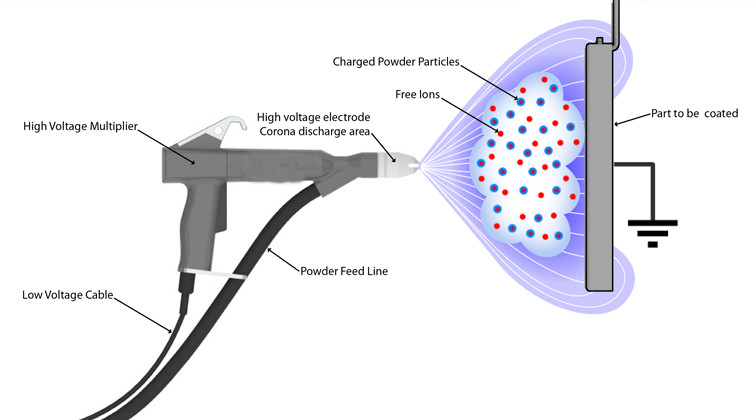 Charged Powder Particles
Free Ions
High voltage electrode
Corona discharge area
Part to be coated
High Voltage Multiplier
Powder Feed Line
Low Voltage Cable